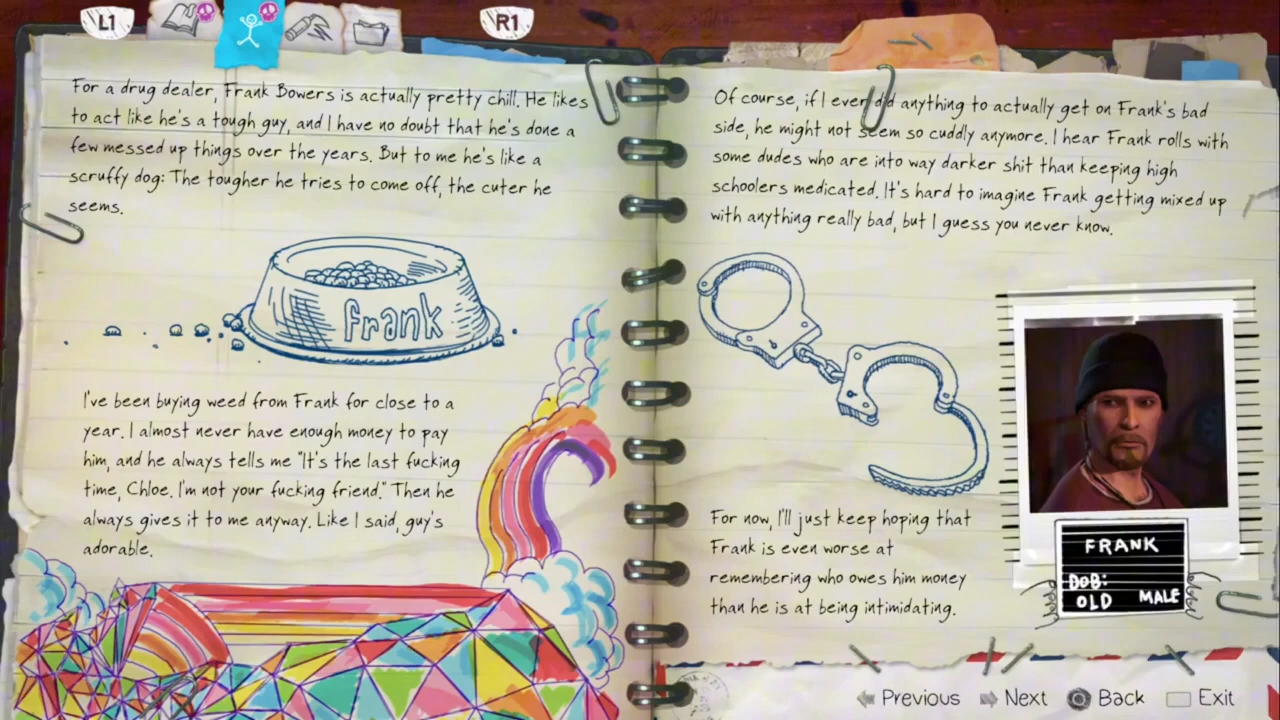 L1
R1
For a drug dealer, Frank Bowers is actually pretty chill. He likes
to act like he's a tough guy, and I have no doubt that he's done a
few messed up things over the years. But to me he's like a
scruffy dog: The tougher he tries to come off, the cuter he
seems.
frank
I've been buying weed from Frank for close to a
year. I almost never have enough money to pay
him, and he always tells me "It's the last fucking
time, Chloe. I'm not your fucking friend." Then he
always gives it to me anyway. Like I said, guy's
adorable.
Of course, if I ever did anything to actually get on Frank's bad
side, he might not seem so cuddly anymore. I hear Frank rolls with
some dudes who are into way darker shit than keeping high
schoolers medicated. It's hard to imagine Frank getting mixed up
with anything really bad, but I guess you never know.
For now, I'll just keep hoping that
Frank is even worse at
remembering who owes him money
than he is at being intimidating.
FRANK
DOB:
OLD MALE
Previous Next Back Exit